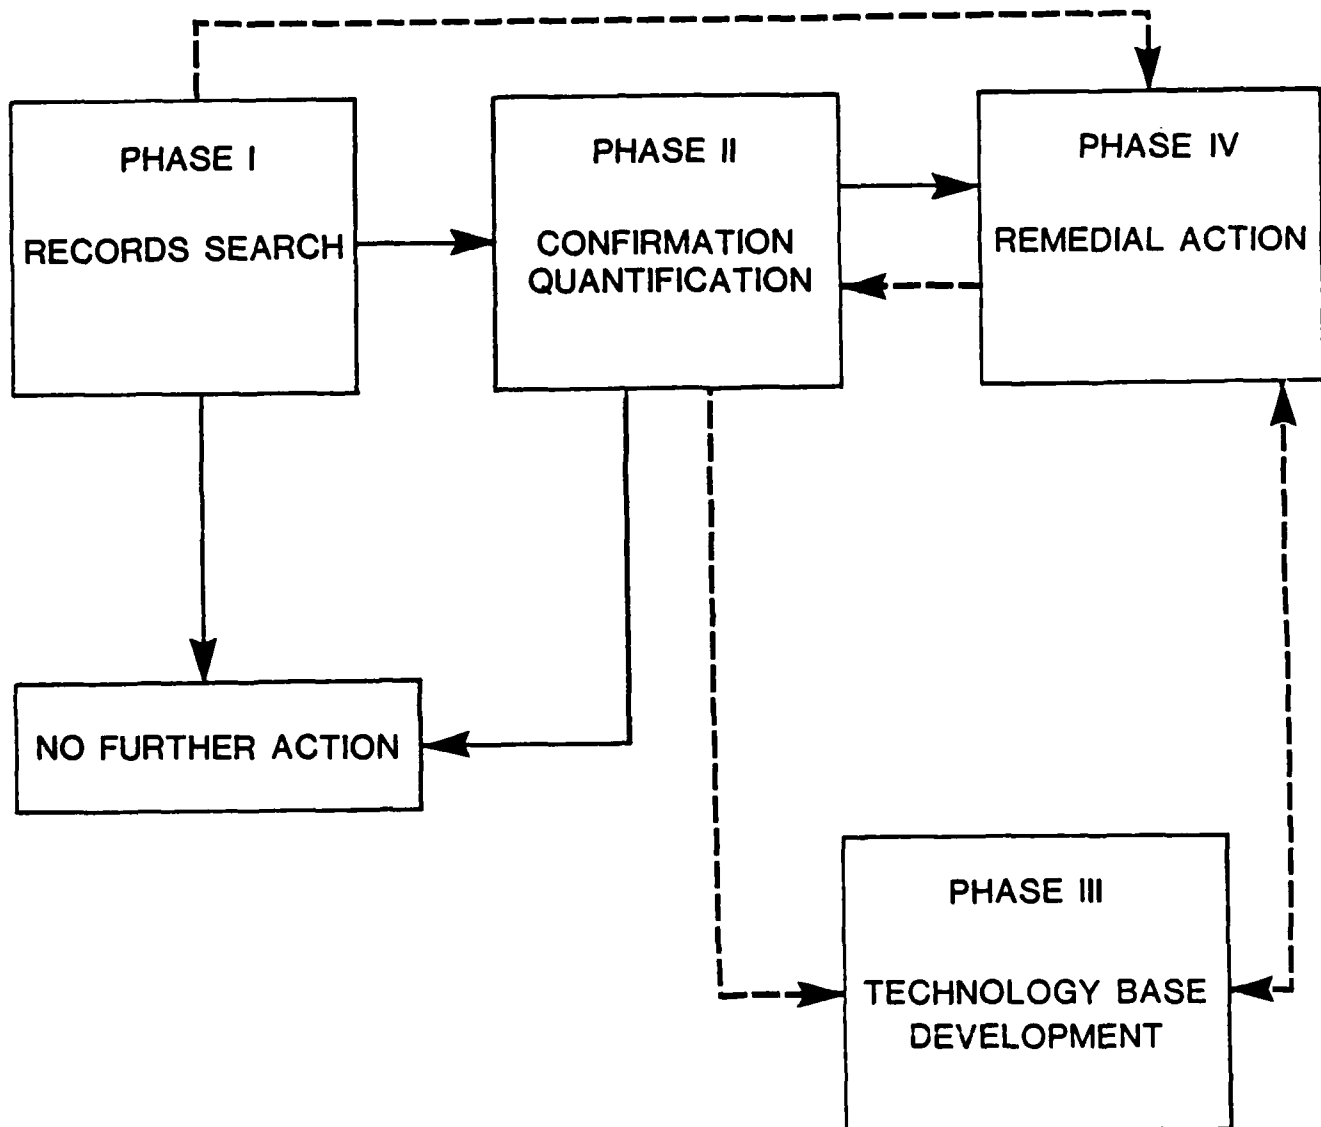 PHASE I
RECORDS SEARCH
PHASE II
CONFIRMATION
QUANTIFICATION
PHASE IV
REMEDIAL ACTION
NO FURTHER ACTION
PHASE III
TECHNOLOGY BASE
DEVELOPMENT